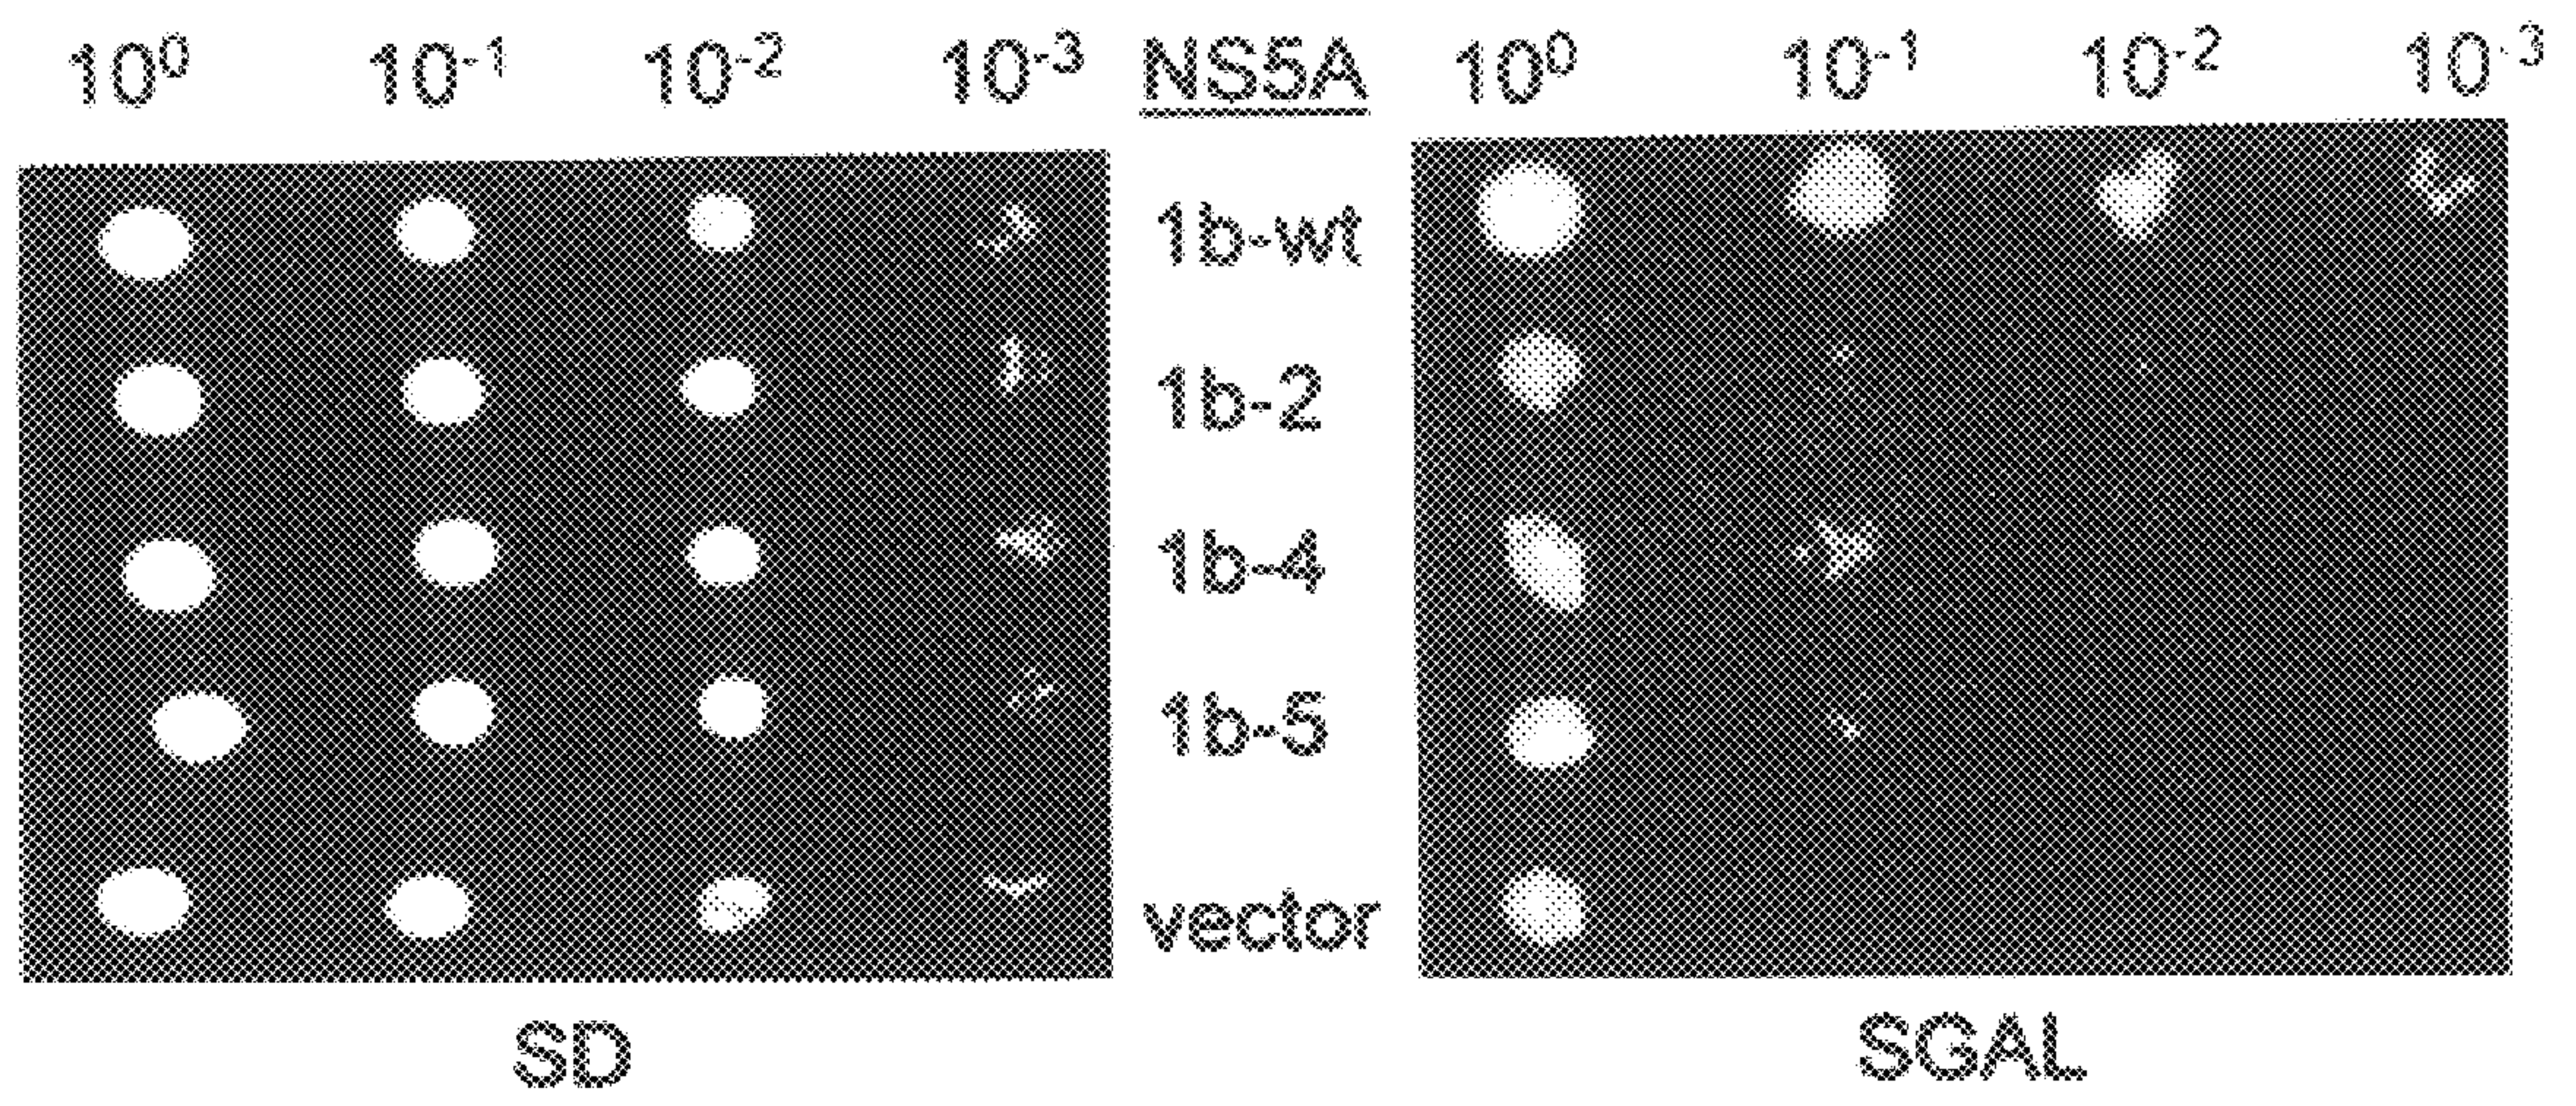 10⁰ 10⁻¹ 10⁻² 10⁻³ NS5A 10⁰ 10⁻¹ 10⁻² 10⁻³
1b-wt
1b-2
1b-4
1b-5
vector
SD SGAL